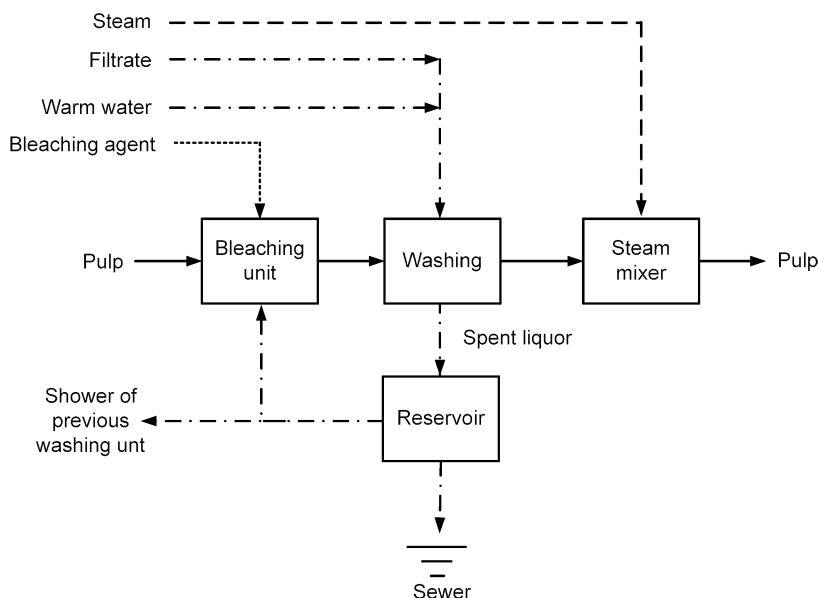 Steam
Filtrate
Warm water
Bleaching agent
Pulp
Bleaching
unit
Washing
Steam
mixer
Pulp
Spent liquor
Shower of
previous
washing unt
Reservoir
Sewer